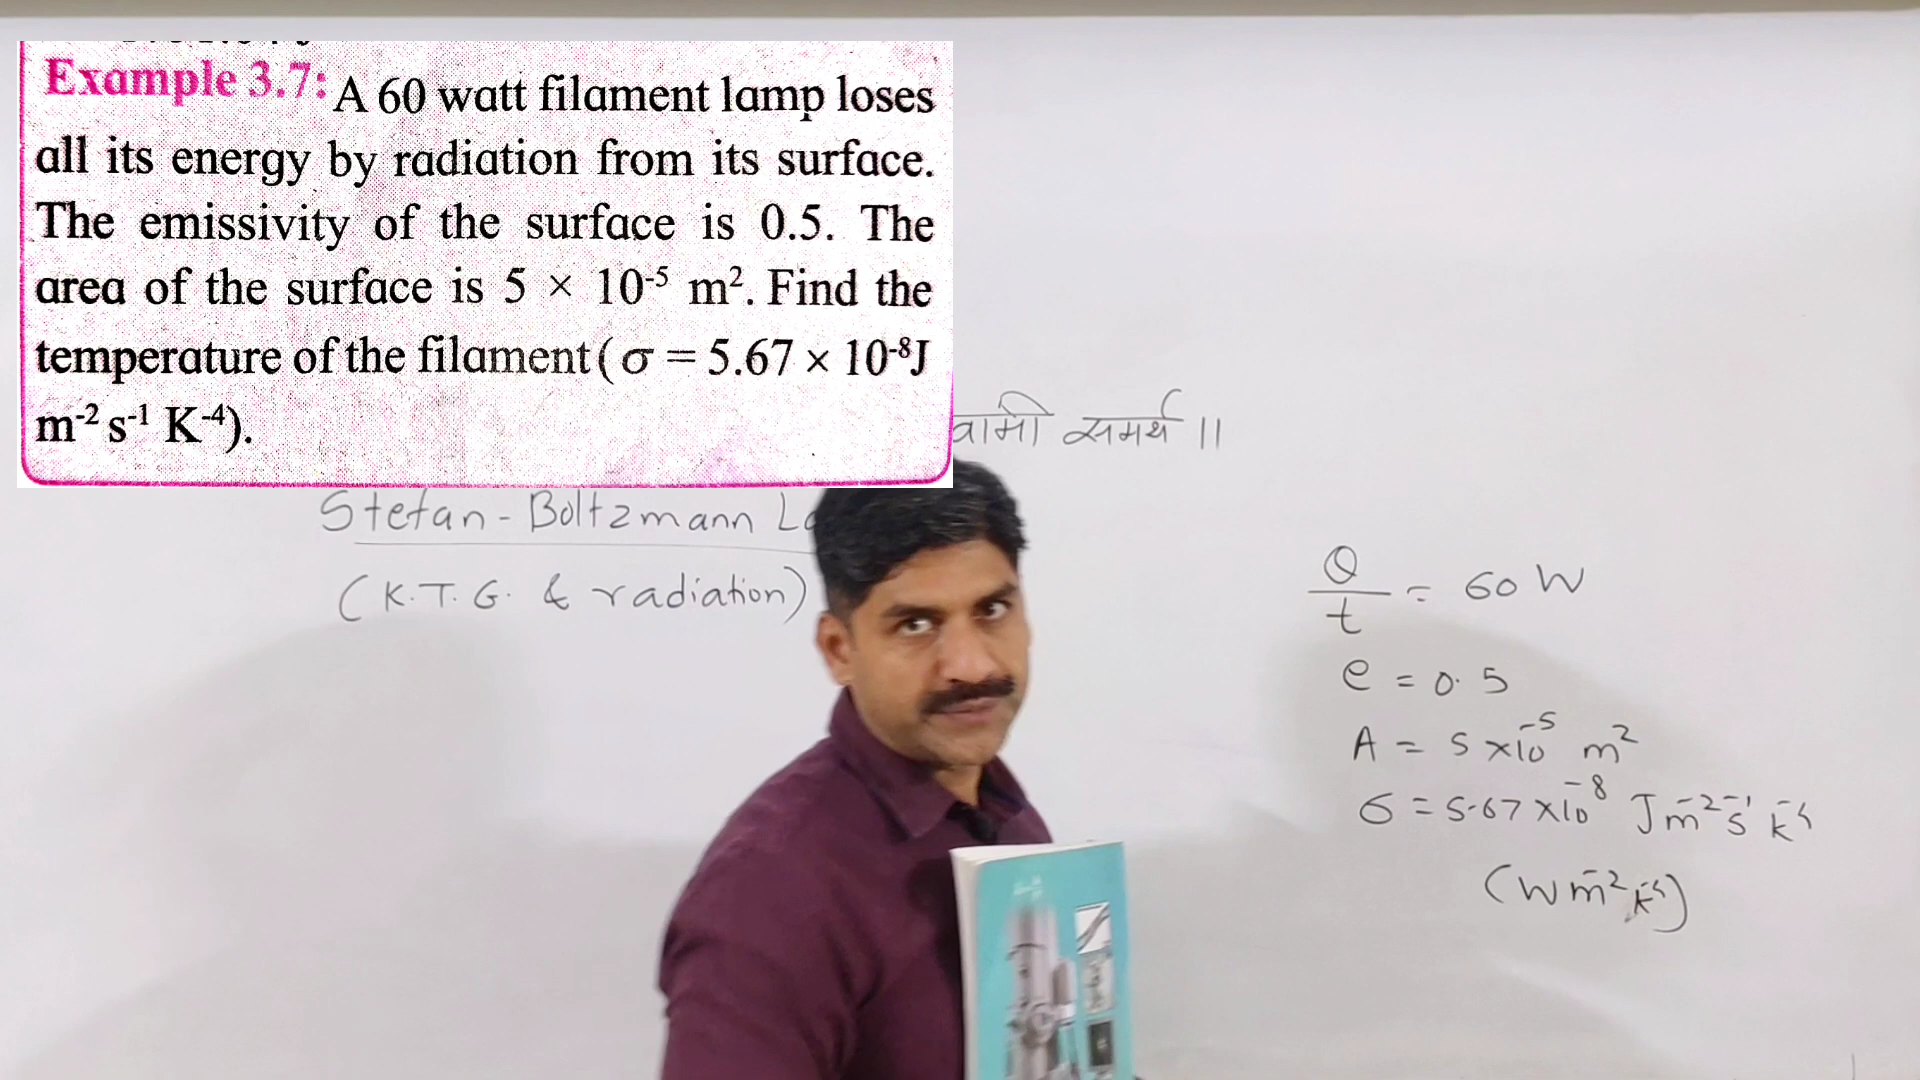 Example 3.7: A 60 watt filament lamp loses
all its energy by radiation from its surface.
The emissivity of the surface is 0.5. The
area of the surface is 5 × 10⁻⁵ m². Find the
temperature of the filament (σ = 5.67 × 10⁻⁸J
m⁻² s⁻¹ K⁻⁴).
समर्थ ।।
Stefan - Boltzmann
(K.T.G. & radiation)
Q/t = 60 W
e = 0.5
A = 5 × 10⁻⁵ m²
σ = 5.67 × 10⁻⁸ J m⁻² s⁻¹ K⁻⁴
(W m⁻² K⁻⁴)